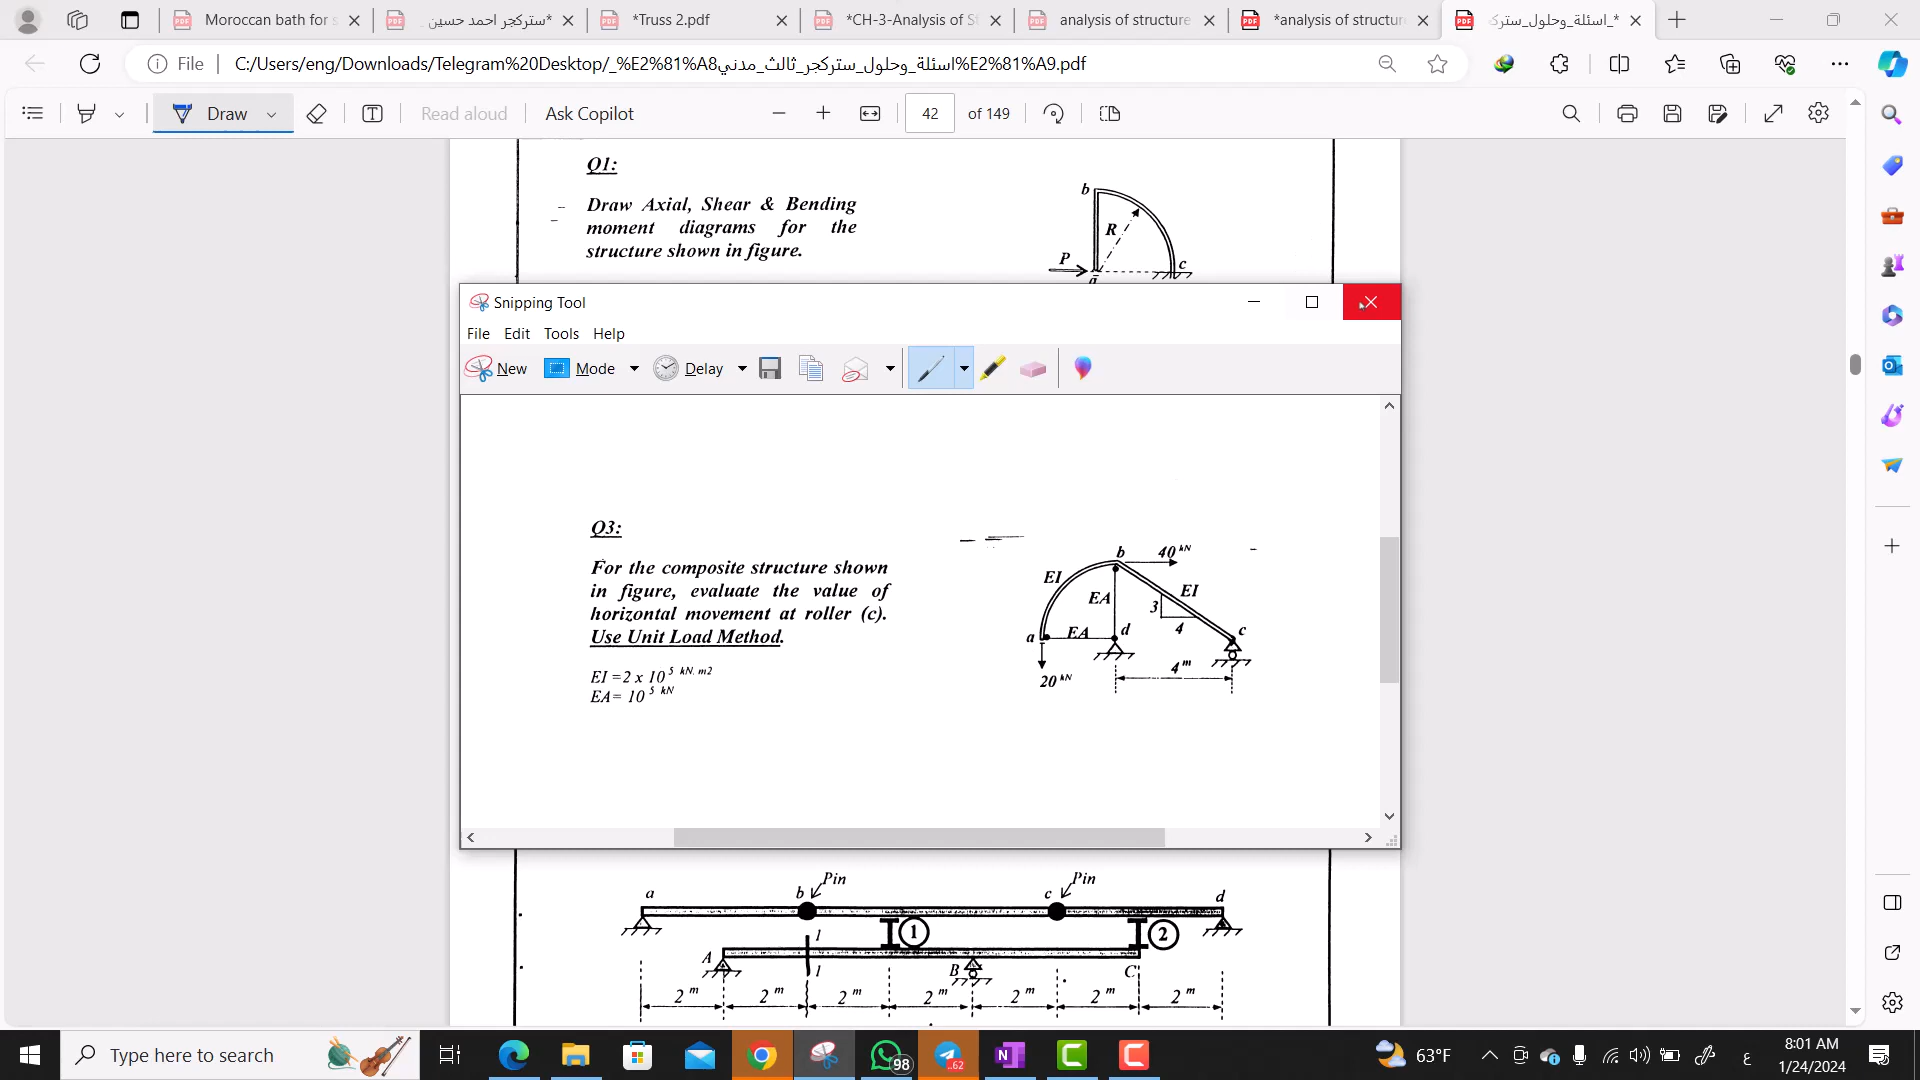 Moroccan bath for s
*ستركجر احمد حسين
*Truss 2.pdf
*CH-3-Analysis of S
analysis of structure
*analysis of structur
*_اسئلة_وحلول_سترك
File
C:/Users/eng/Downloads/Telegram%20Desktop/_%E2%81%A8اسئلة_وحلول_ستركجر_ثالث_مدني%E2%81%A9.pdf
Draw
Read aloud
Ask Copilot
42
of 149
Q1:
Draw Axial, Shear & Bending
moment diagrams for the
structure shown in figure.
b
R
P
a
c
Snipping Tool
File
Edit
Tools
Help
New
Mode
Delay
Q3:
For the composite structure shown
in figure, evaluate the value of
horizontal movement at roller (c).
Use Unit Load Method.
EI =2 x 10 5 kN. m2
EA= 10 5 kN
b
40 kN
EI
EI
EA
3
4
a
EA
d
c
20 kN
4 m
a
b
Pin
c
Pin
d
1
2
A
1
1
B
C
2 m
2 m
2 m
2 m
2 m
2 m
2 m
Type here to search
98
62
63°F
ع
8:01 AM
1/24/2024